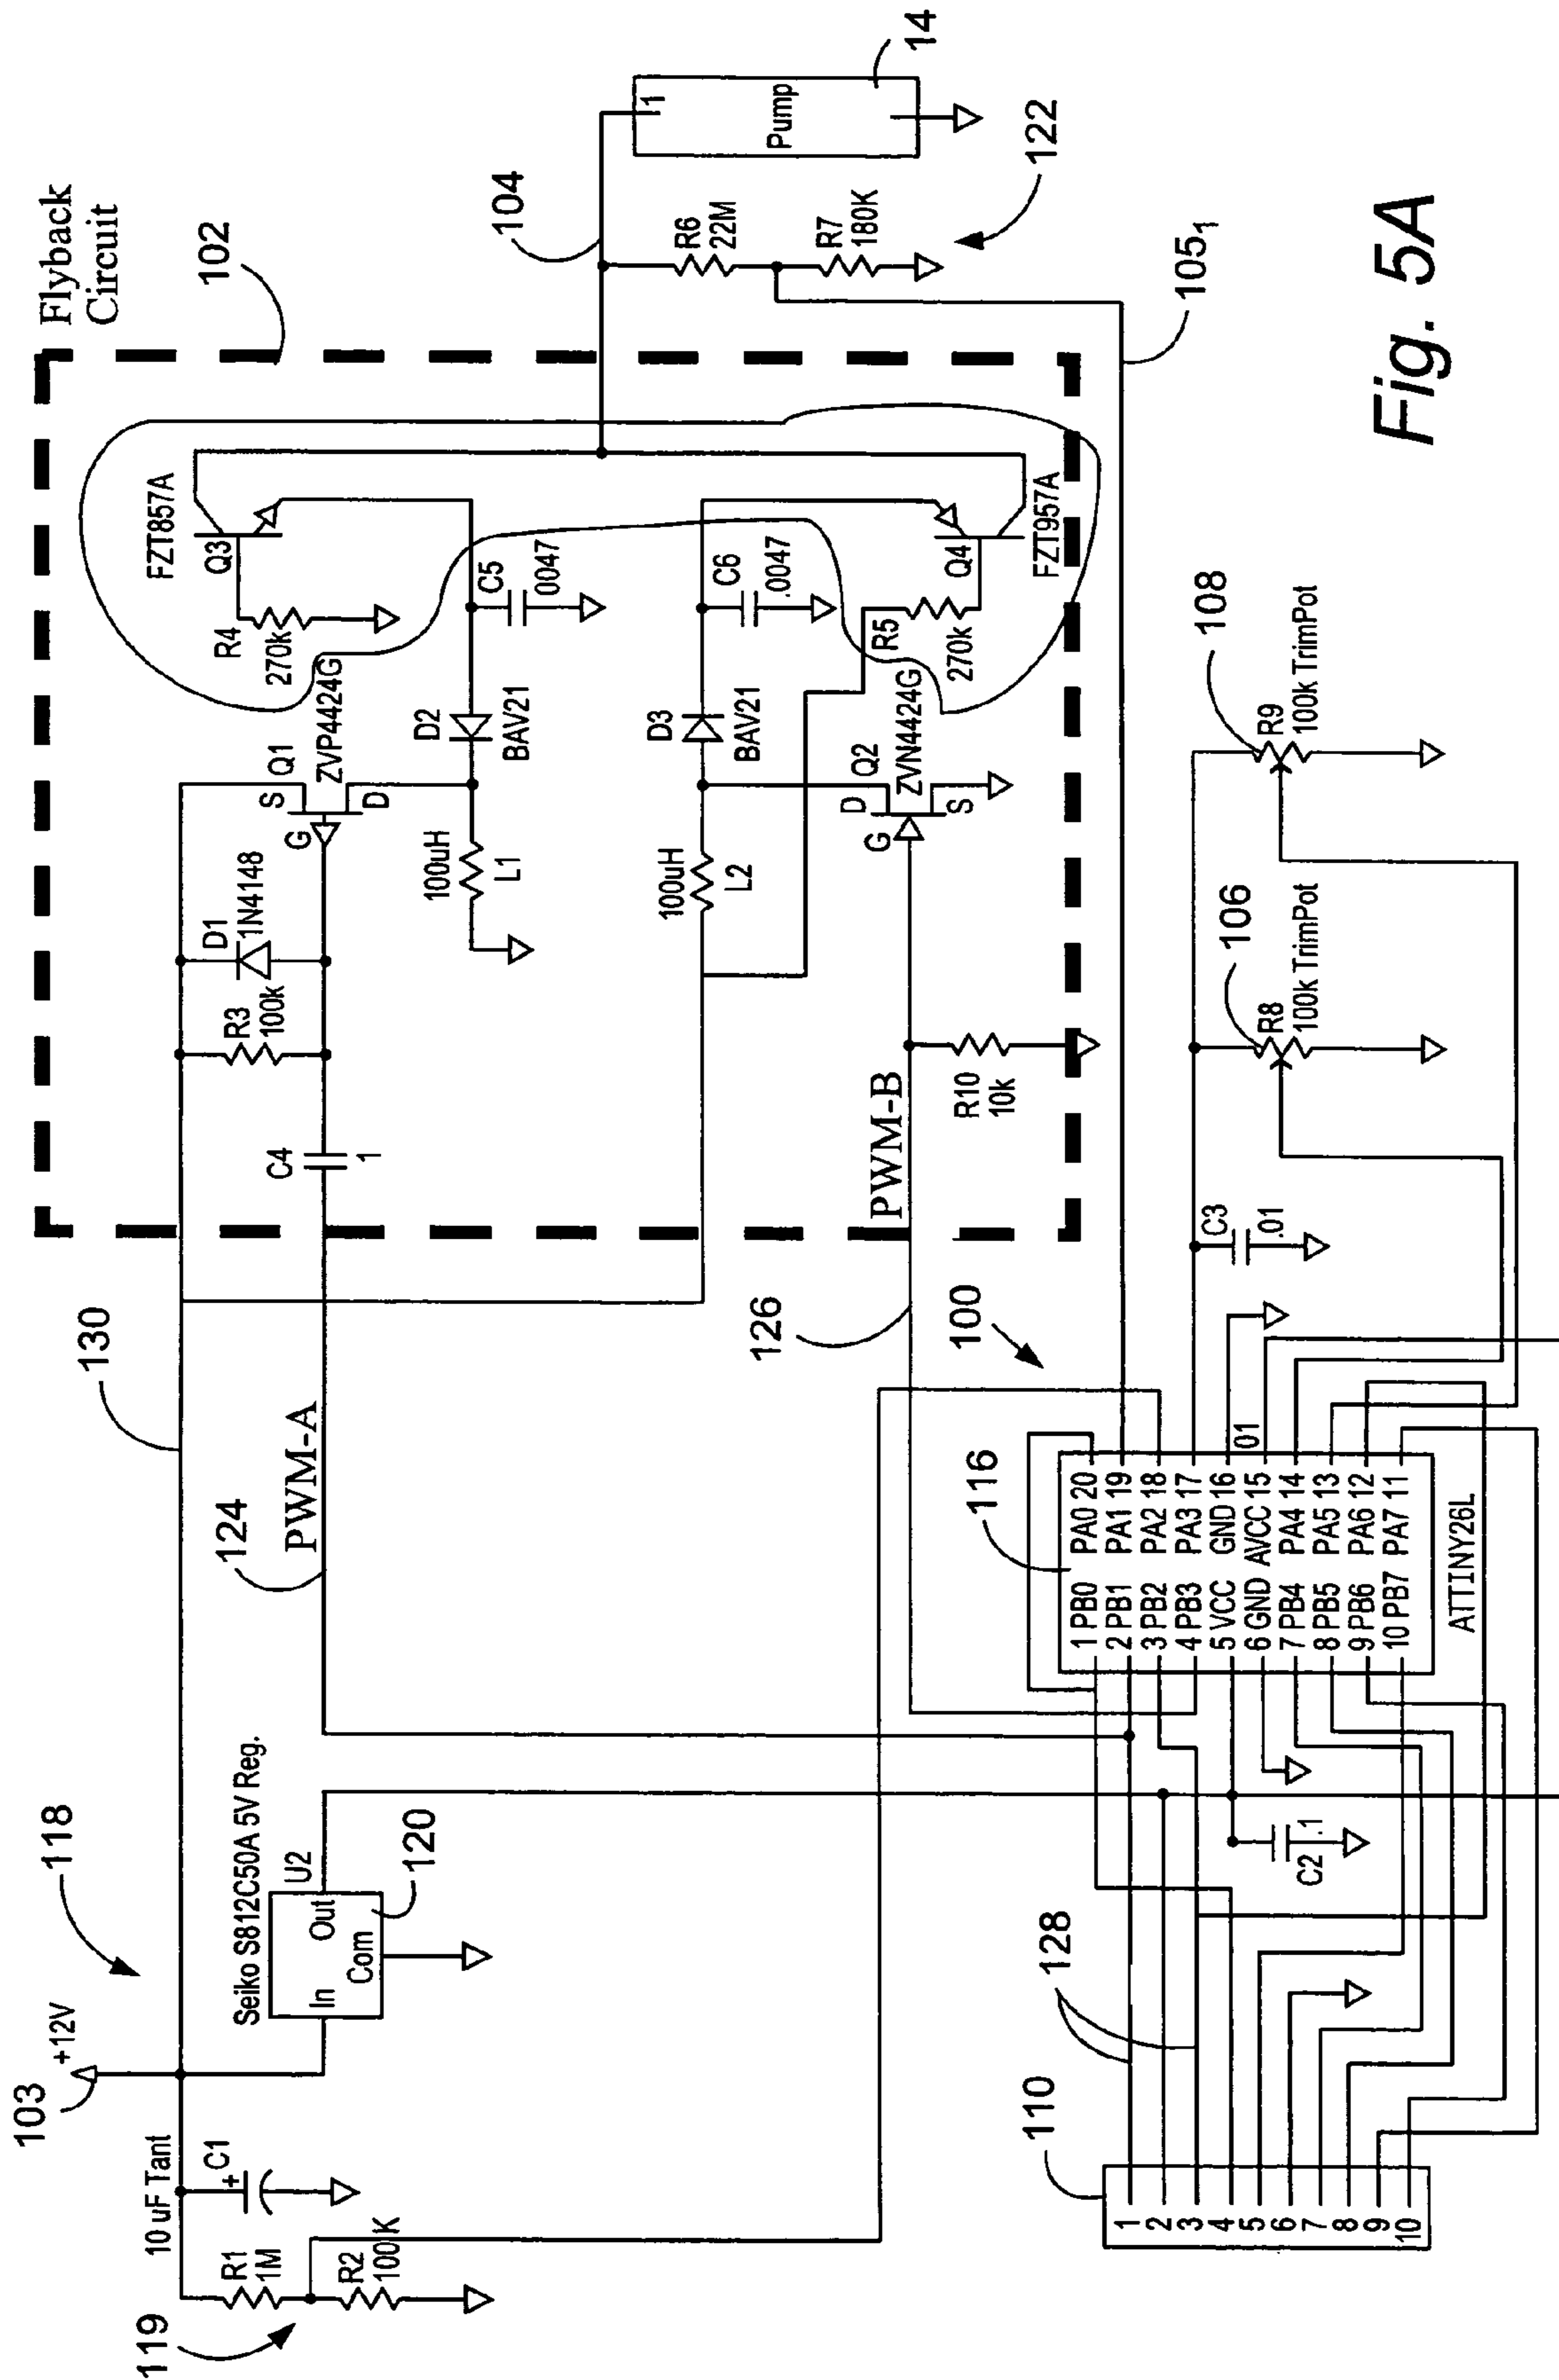 Flyback
Circuit
102
103
+12V
118
130
10 uF Tant
C1
+
R1
1M
R2
100K
119
Seiko S812C50A 5V Reg.
U2
In
Out
Com
120
124
PWM-A
C4
1
R3
100k
D1
1N4148
S
Q1
G
ZVP4424G
D
100uH
L1
D2
BAV21
C5
.0047
R4
270k
Q3
FZT857A
100uH
L2
D3
BAV21
C6
.0047
R5
270k
Q4
FZT957A
D
Q2
G
ZVN4424G
S
PWM-B
R10
10k
126
104
1
Pump
14
R6
22M
R7
180K
122
105₁
100
116
1 PB0 PA0 20
2 PB1 PA1 19
3 PB2 PA2 18
4 PB3 PA3 17
5 VCC GND 16
6 GND AVCC 15
7 PB4 PA4 14
8 PB5 PA5 13
9 PB6 PA6 12
10 PB7 PA7 11
01
ATTINY26L
C2
.1
C3
.01
106
R8
100k TrimPot
108
R9
100k TrimPot
110
128
1
2
3
4
5
6
7
8
9
10
Fig. 5A